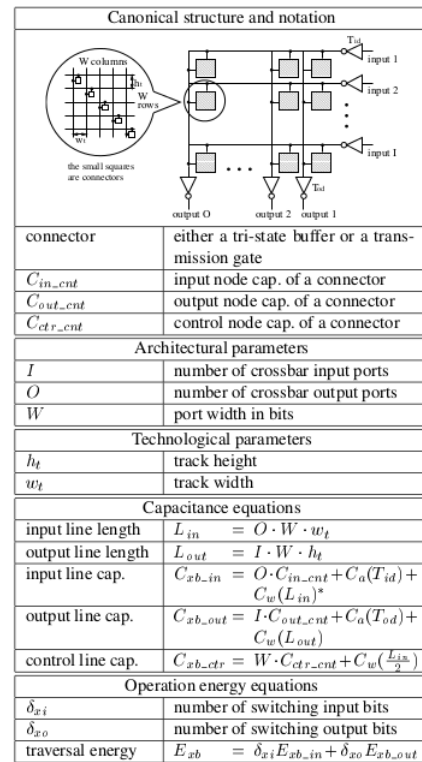 Canonical structure and notation
W columns
h_t
W
rows
w_t
the small squares
are connectors
T_id
input 1
input 2
input I
T_od
output O
output 2
output 1
connector
either a tri-state buffer or a trans-
mission gate
C_in_cnt input node cap. of a connector
C_out_cnt output node cap. of a connector
C_ctr_cnt control node cap. of a connector
Architectural parameters
I number of crossbar input ports
O number of crossbar output ports
W port width in bits
Technological parameters
h_t track height
w_t track width
Capacitance equations
input line length L_in = O · W · w_t
output line length L_out = I · W · h_t
input line cap. C_xb_in = O·C_in_cnt + C_a(T_id) +
C_w(L_in)*
output line cap. C_xb_out = I·C_out_cnt + C_a(T_od) +
C_w(L_out)
control line cap. C_xb_ctr = W·C_ctr_cnt + C_w(L_in/2)
Operation energy equations
δ_xi number of switching input bits
δ_xo number of switching output bits
traversal energy E_xb = δ_xi E_xb_in + δ_xo E_xb_out